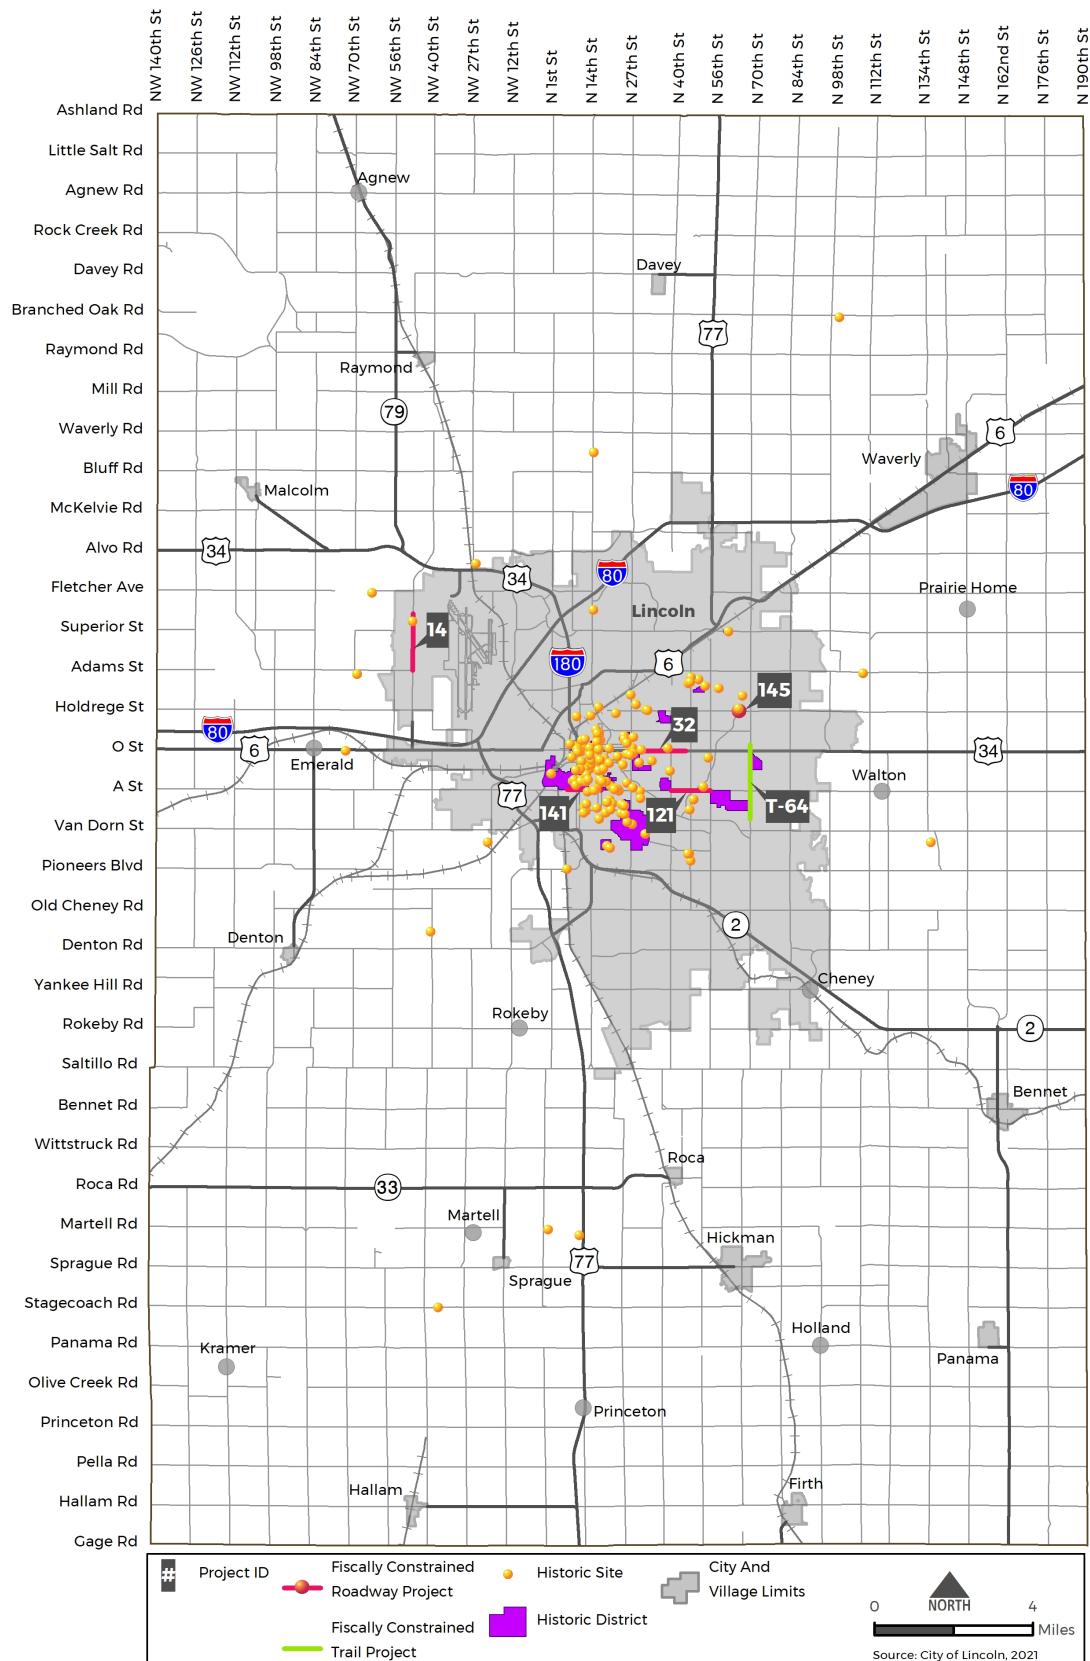 NW 140th St
NW 126th St
NW 112th St
NW 98th St
NW 84th St
NW 70th St
NW 56th St
NW 40th St
NW 27th St
NW 12th St
N 1st St
N 14th St
N 27th St
N 40th St
N 56th St
N 70th St
N 84th St
N 98th St
N 112th St
N 134th St
N 148th St
N 162nd St
N 176th St
N 190th St
Ashland Rd
Little Salt Rd
Agnew Rd
Rock Creek Rd
Davey Rd
Branched Oak Rd
Raymond Rd
Mill Rd
Waverly Rd
Bluff Rd
McKelvie Rd
Alvo Rd
Fletcher Ave
Superior St
Adams St
Holdrege St
O St
A St
Van Dorn St
Pioneers Blvd
Old Cheney Rd
Denton Rd
Yankee Hill Rd
Rokeby Rd
Saltillo Rd
Bennet Rd
Wittstruck Rd
Roca Rd
Martell Rd
Sprague Rd
Stagecoach Rd
Panama Rd
Olive Creek Rd
Princeton Rd
Pella Rd
Hallam Rd
Gage Rd
Agnew
Davey
77
Raymond
79
6
Waverly
80
Malcolm
34
34
80
Prairie Home
Lincoln
14
180
6
145
32
80
6
Emerald
34
Walton
77
141
121
T-64
2
Denton
Cheney
Rokeby
2
Bennet
Roca
33
Martell
Hickman
77
Sprague
Holland
Kramer
Panama
Princeton
Hallam
Firth
#
Project ID
Fiscally Constrained
Roadway Project
Fiscally Constrained
Trail Project
Historic Site
Historic District
City And
Village Limits
NORTH
0
4
Miles
Source: City of Lincoln, 2021